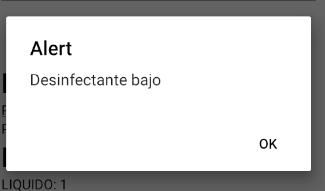 Alert
Desinfectante bajo
OK
LIQUIDO: 1